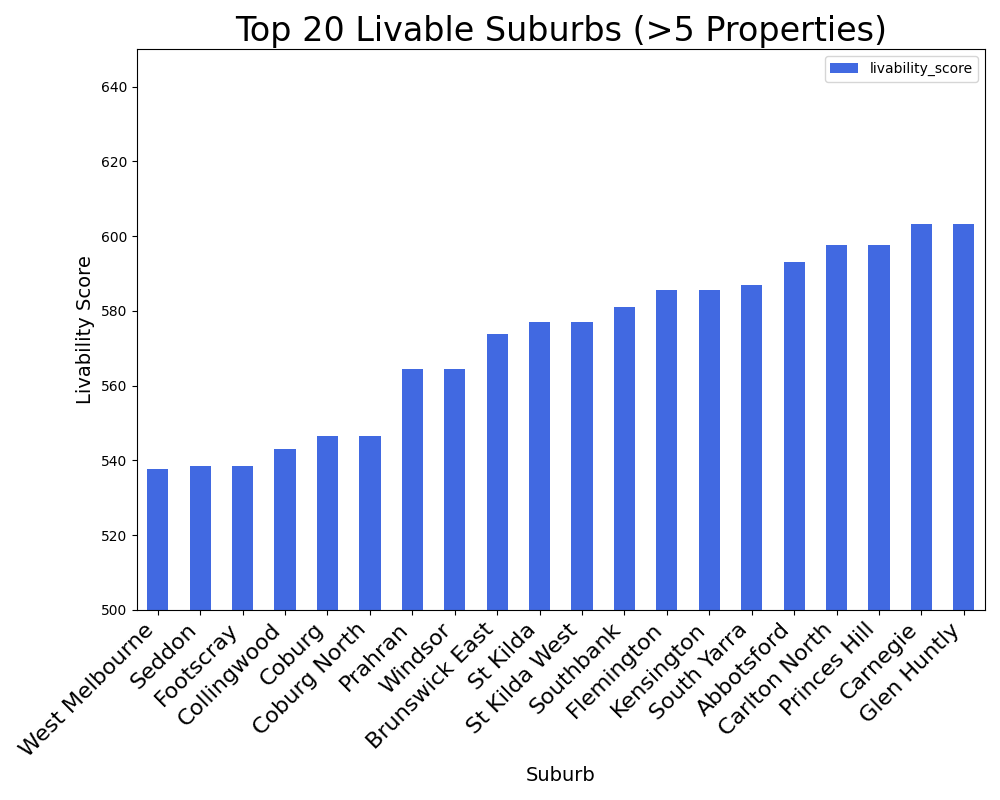 Top 20 Livable Suburbs (>5 Properties)
livability_score
Livability Score
640
620
600
580
560
540
520
500
West Melbourne
Seddon
Footscray
Collingwood
Coburg
Coburg North
Prahran
Windsor
Brunswick East
St Kilda
St Kilda West
Southbank
Flemington
Kensington
South Yarra
Abbotsford
Carlton North
Princes Hill
Carnegie
Glen Huntly
Suburb